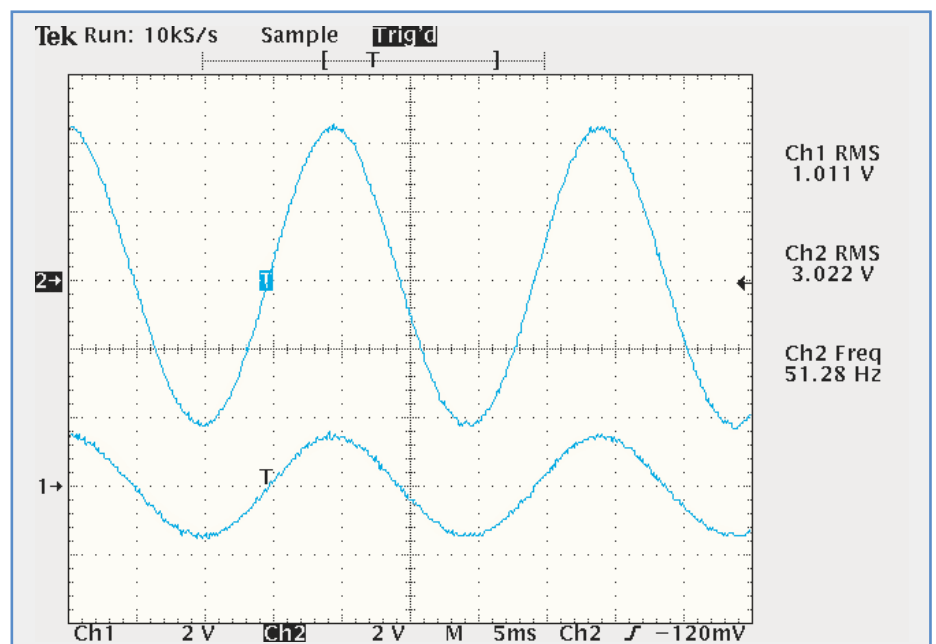 Tek Run: 10kS/s Sample Trig'd
[ T ]
Ch1 RMS
1.011 V
Ch2 RMS
3.022 V
2→ T
Ch2 Freq
51.28 Hz
T
1→
Ch1 2 V Ch2 2 V M 5ms Ch2 ƒ −120mV